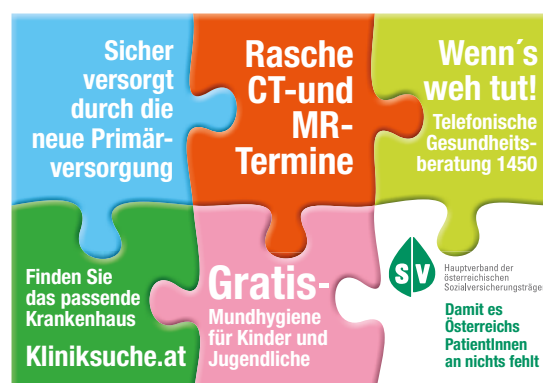 Sicher
versorgt
durch die
neue Primär-
versorgung
Rasche
CT-und
MR-
Termine
Wenn´s
weh tut!
Telefonische
Gesundheits-
beratung 1450
Finden Sie
das passende
Krankenhaus
Kliniksuche.at
Gratis-
Mundhygiene
für Kinder und
Jugendliche
SV
Hauptverband der
österreichischen
Sozialversicherungsträge
Damit es
Österreichs
PatientInnen
an nichts fehlt